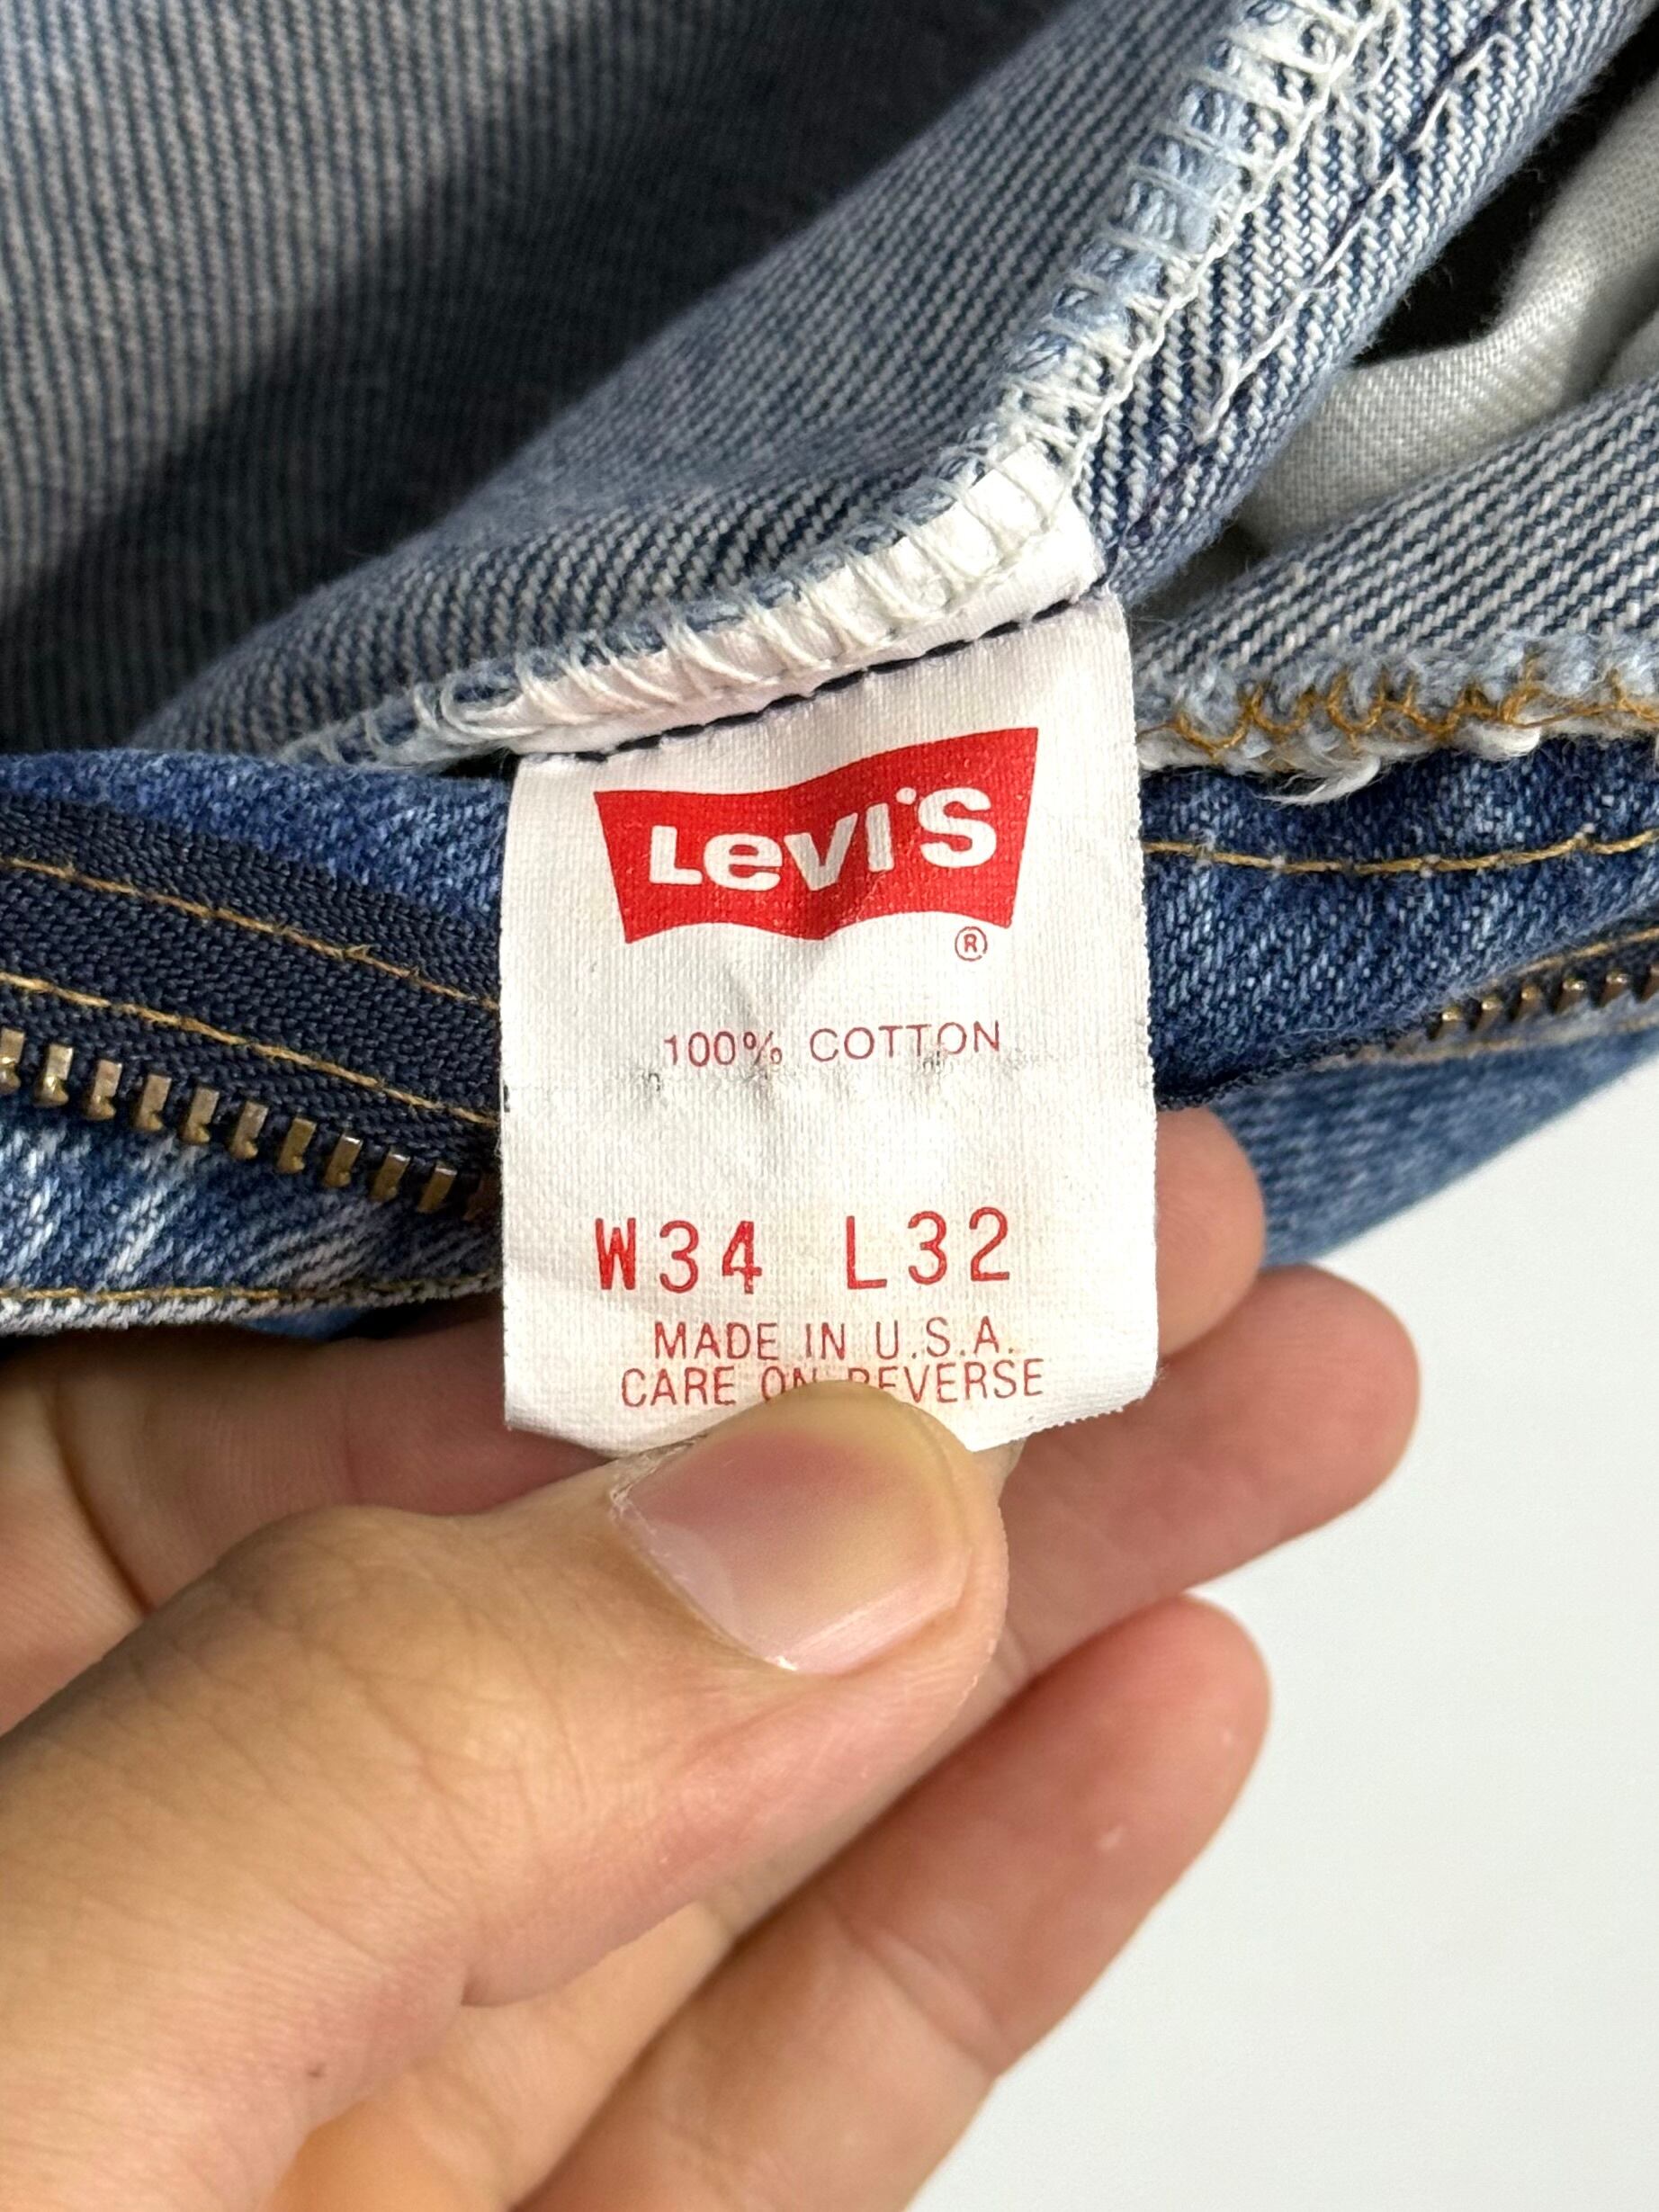 Levi's
®
100% COTTON
W34 L32
MADE IN U.S.A.
CARE ON REVERSE